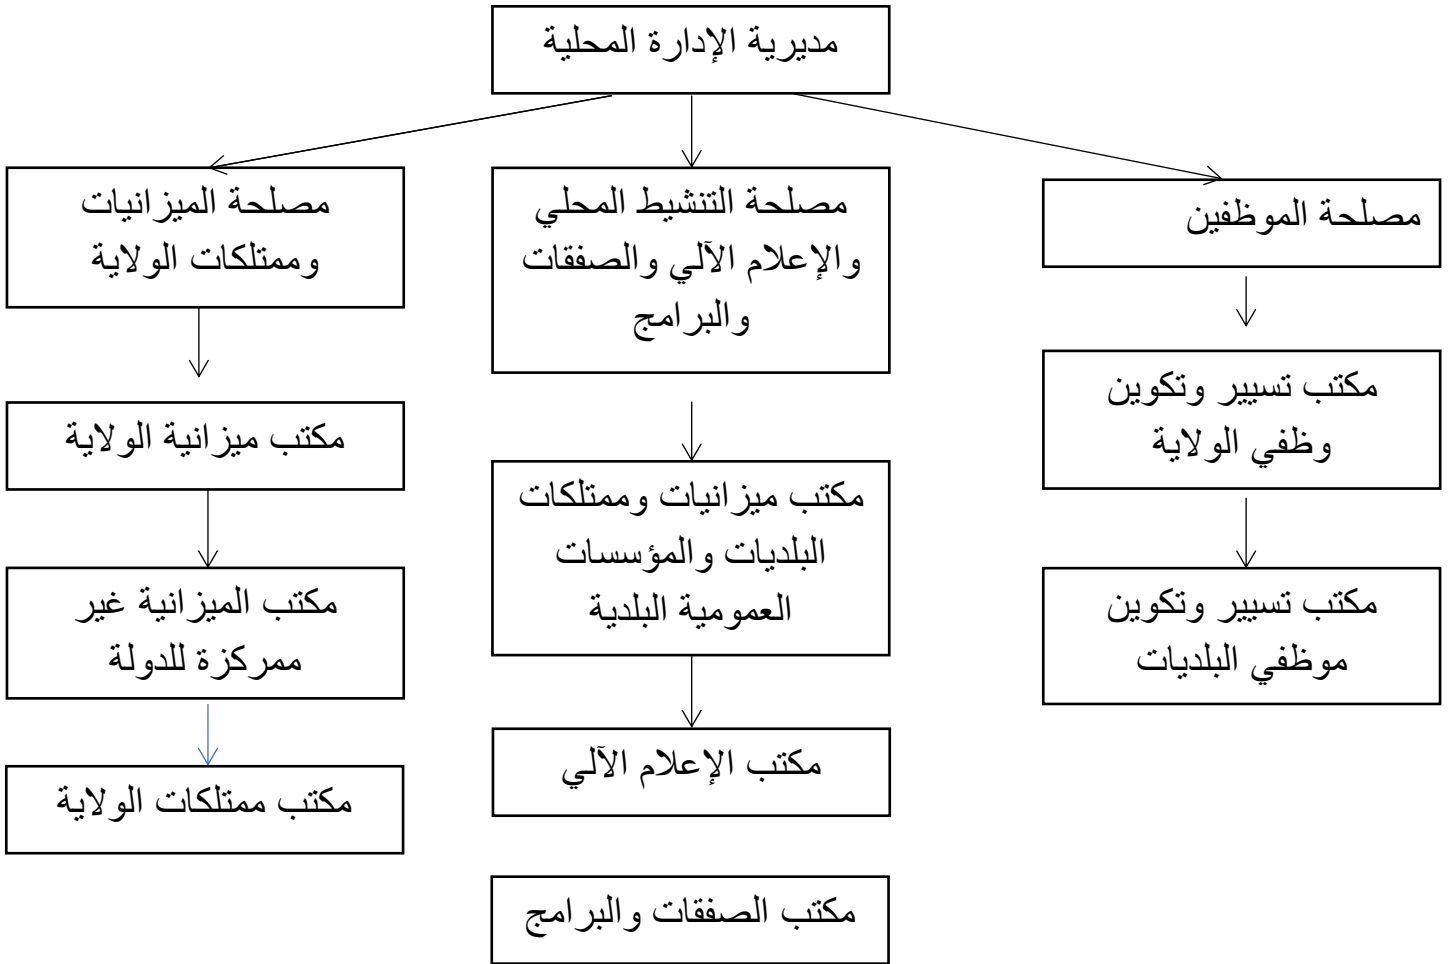 مديرية الإدارة المحلية
مصلحة الموظفين
مكتب تسيير وتكوين
وظفي الولاية
مكتب تسيير وتكوين
موظفي البلديات
مصلحة التنشيط المحلي
والإعلام الآلي والصفقات
والبرامج
مكتب ميزانيات وممتلكات
البلديات والمؤسسات
العمومية البلدية
مكتب الإعلام الآلي
مكتب الصفقات والبرامج
مصلحة الميزانيات
وممتلكات الولاية
مكتب ميزانية الولاية
مكتب الميزانية غير
ممركزة للدولة
مكتب ممتلكات الولاية